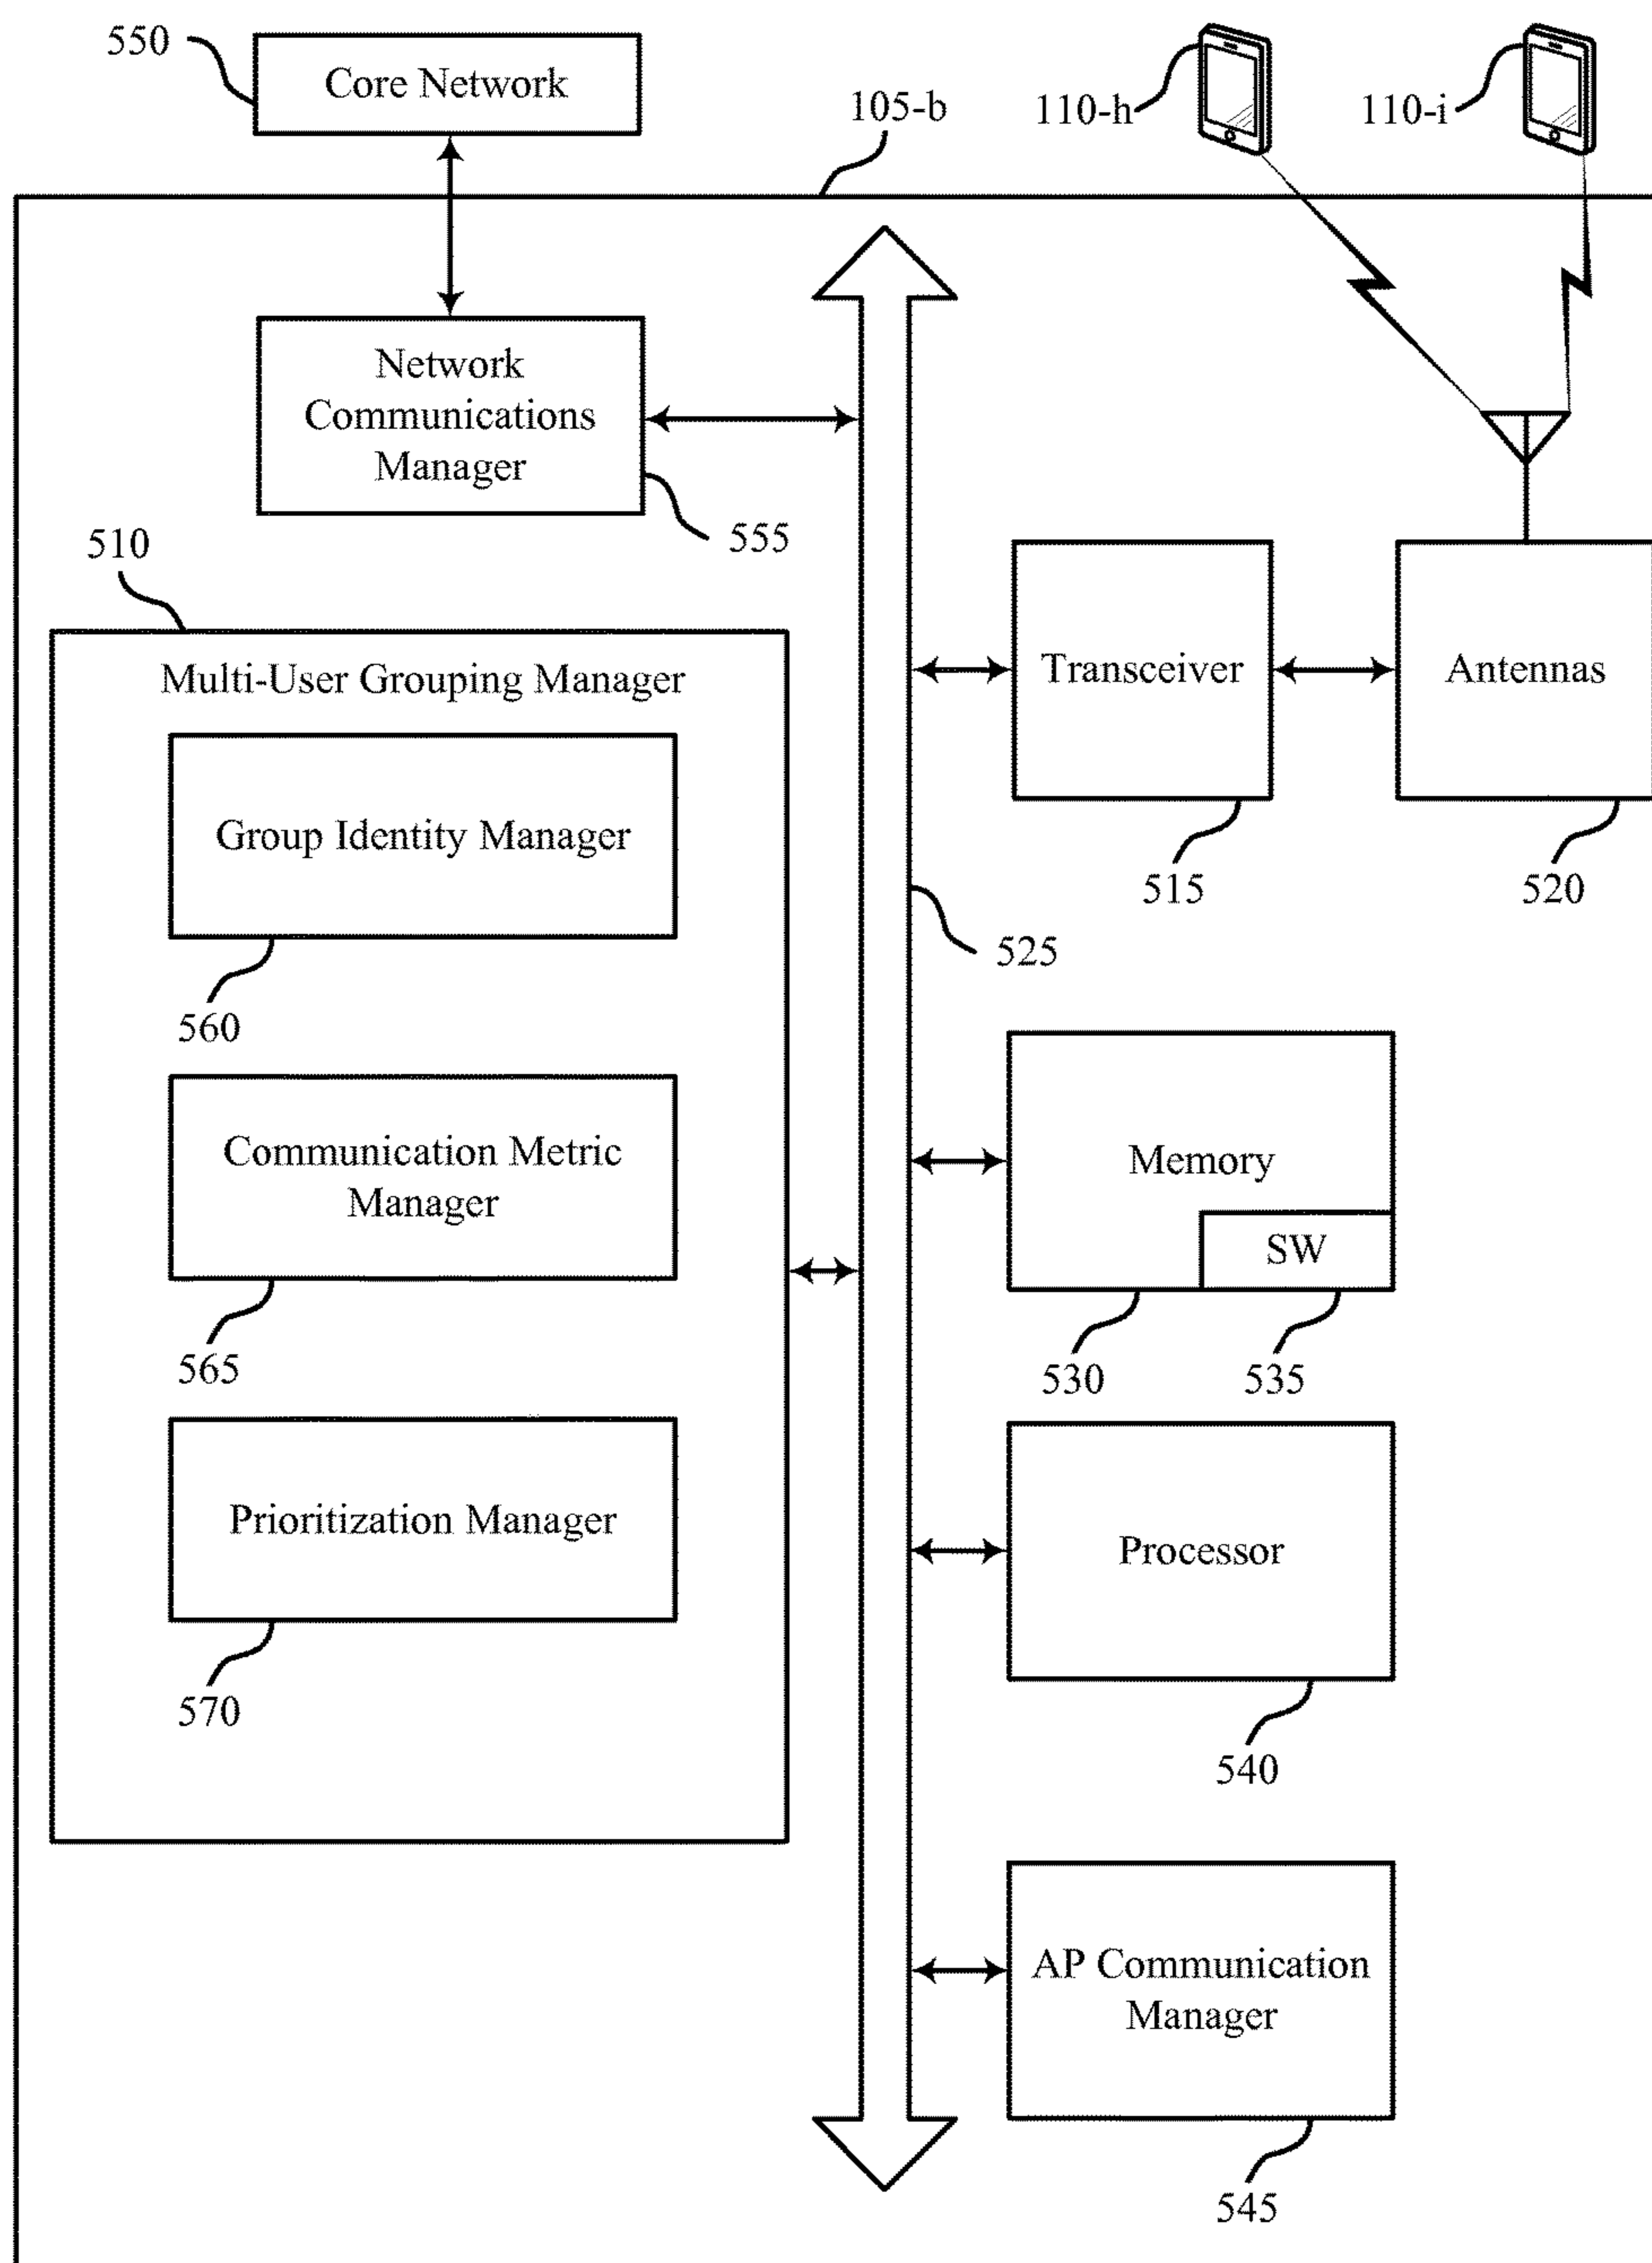 550
Core Network
105-b
110-h
110-i
Network
Communications
Manager
555
510
Multi-User Grouping Manager
Transceiver
Antennas
Group Identity Manager
515
520
525
560
Communication Metric
Manager
Memory
SW
565
530
535
Prioritization Manager
Processor
570
540
AP Communication
Manager
545